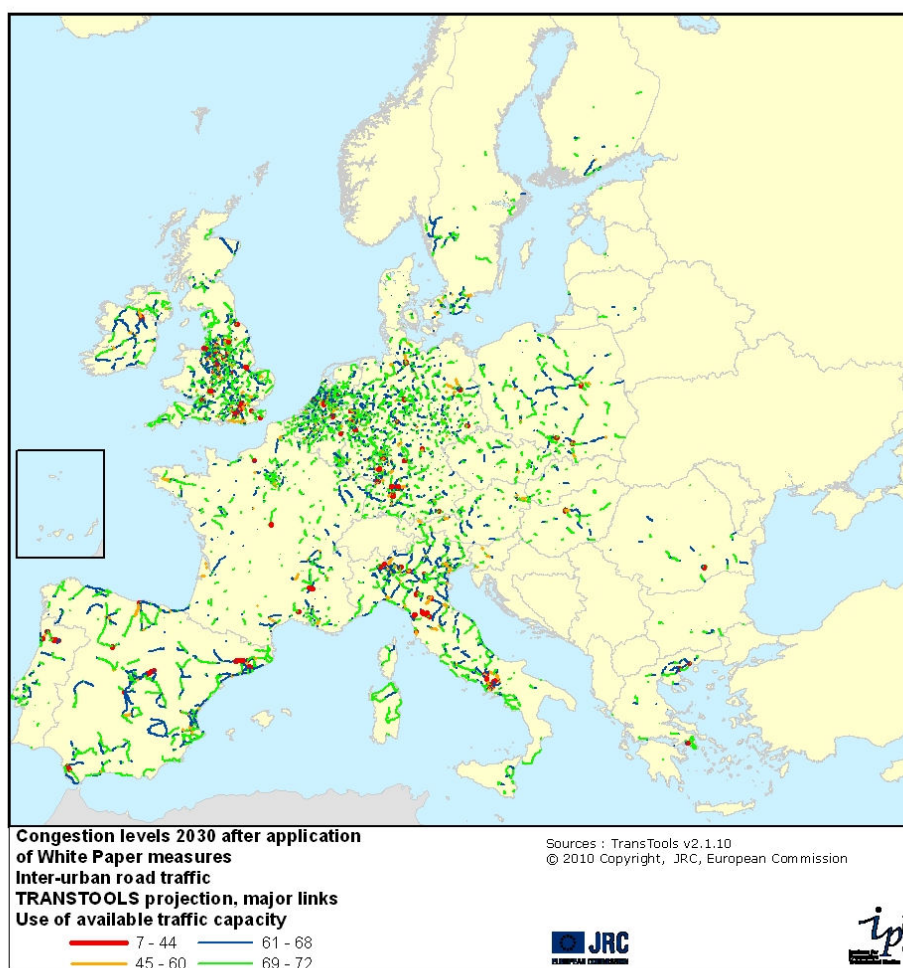 Congestion levels 2030 after application
of White Paper measures
Inter-urban road traffic
TRANSTOOLS projection, major links
Use of available traffic capacity
7 - 44
61 - 68
45 - 60
69 - 72
Sources : TransTools v2.1.10
© 2010 Copyright, JRC, European Commission
JRC
EUROPEAN COMMISSION